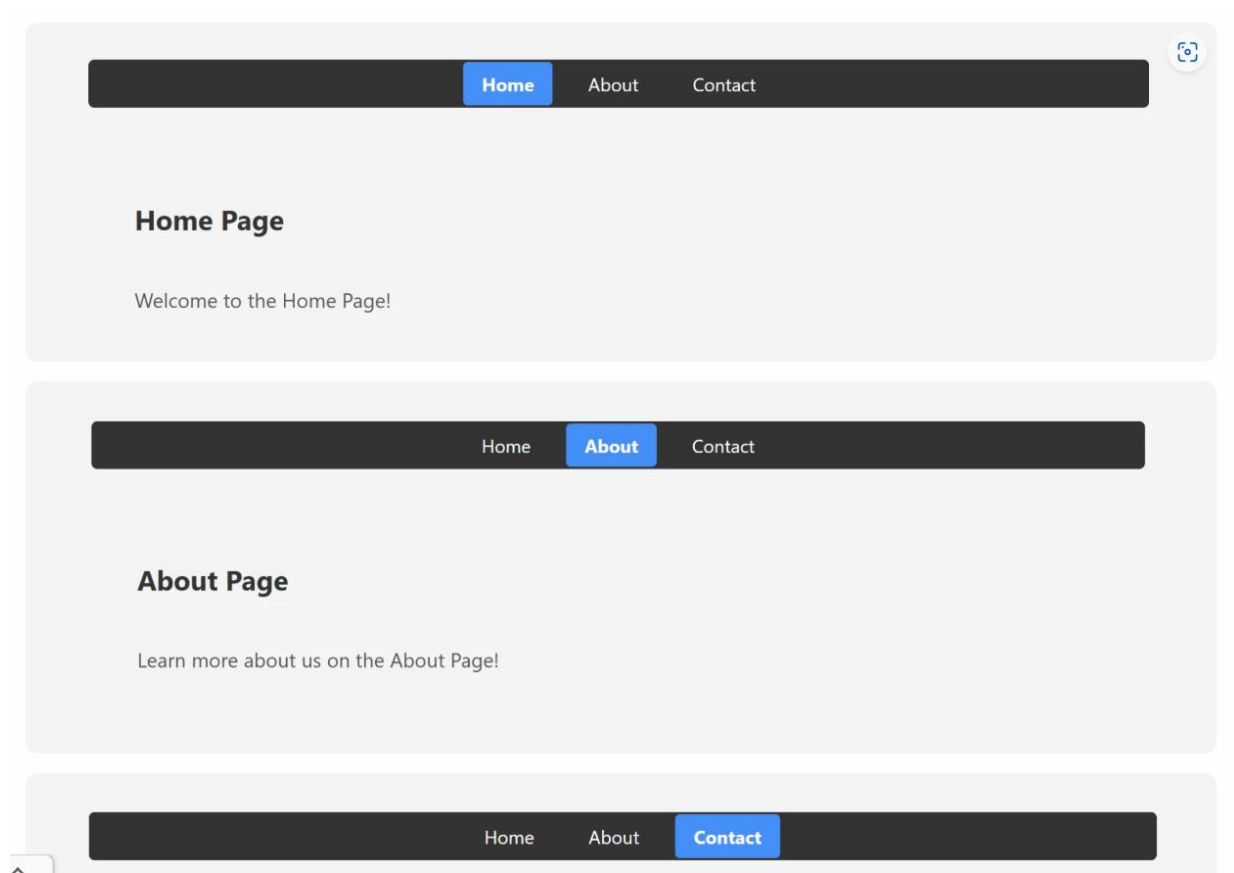 Home About Contact
Home Page
Welcome to the Home Page!
Home About Contact
About Page
Learn more about us on the About Page!
Home About Contact